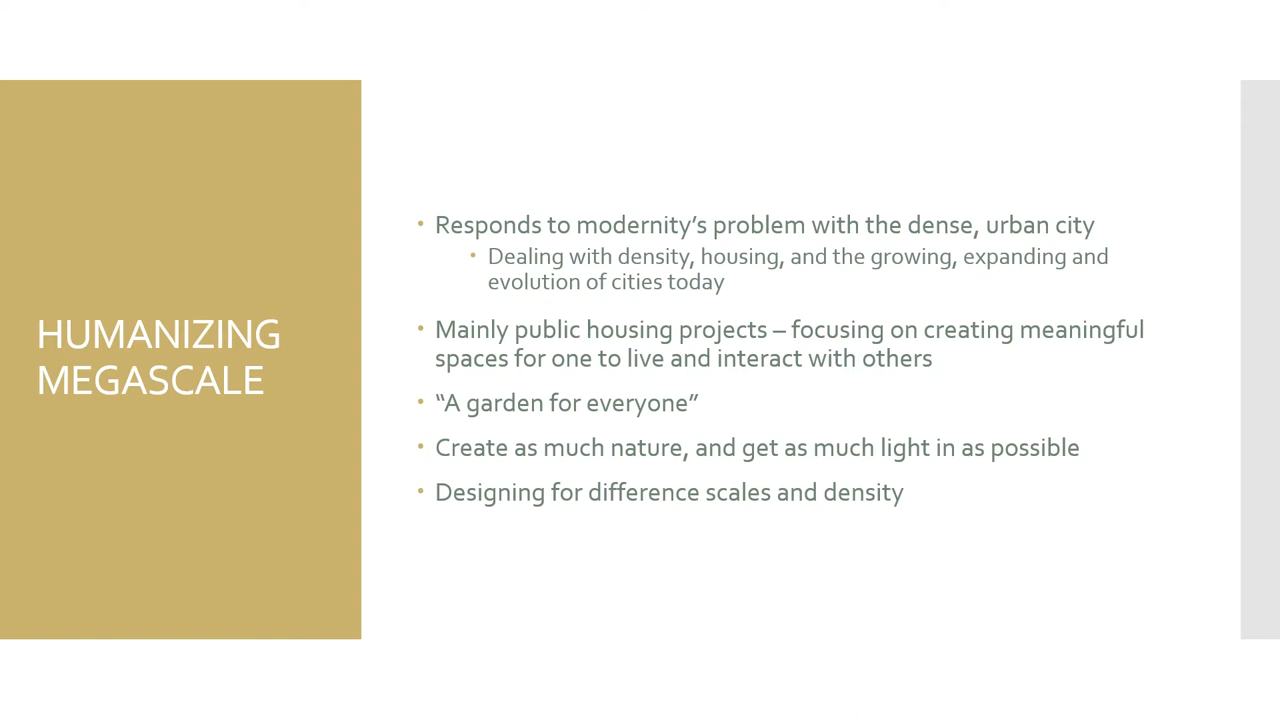 HUMANIZING
MEGASCALE
• Responds to modernity’s problem with the dense, urban city
• Dealing with density, housing, and the growing, expanding and
evolution of cities today
• Mainly public housing projects – focusing on creating meaningful
spaces for one to live and interact with others
• “A garden for everyone”
• Create as much nature, and get as much light in as possible
• Designing for difference scales and density